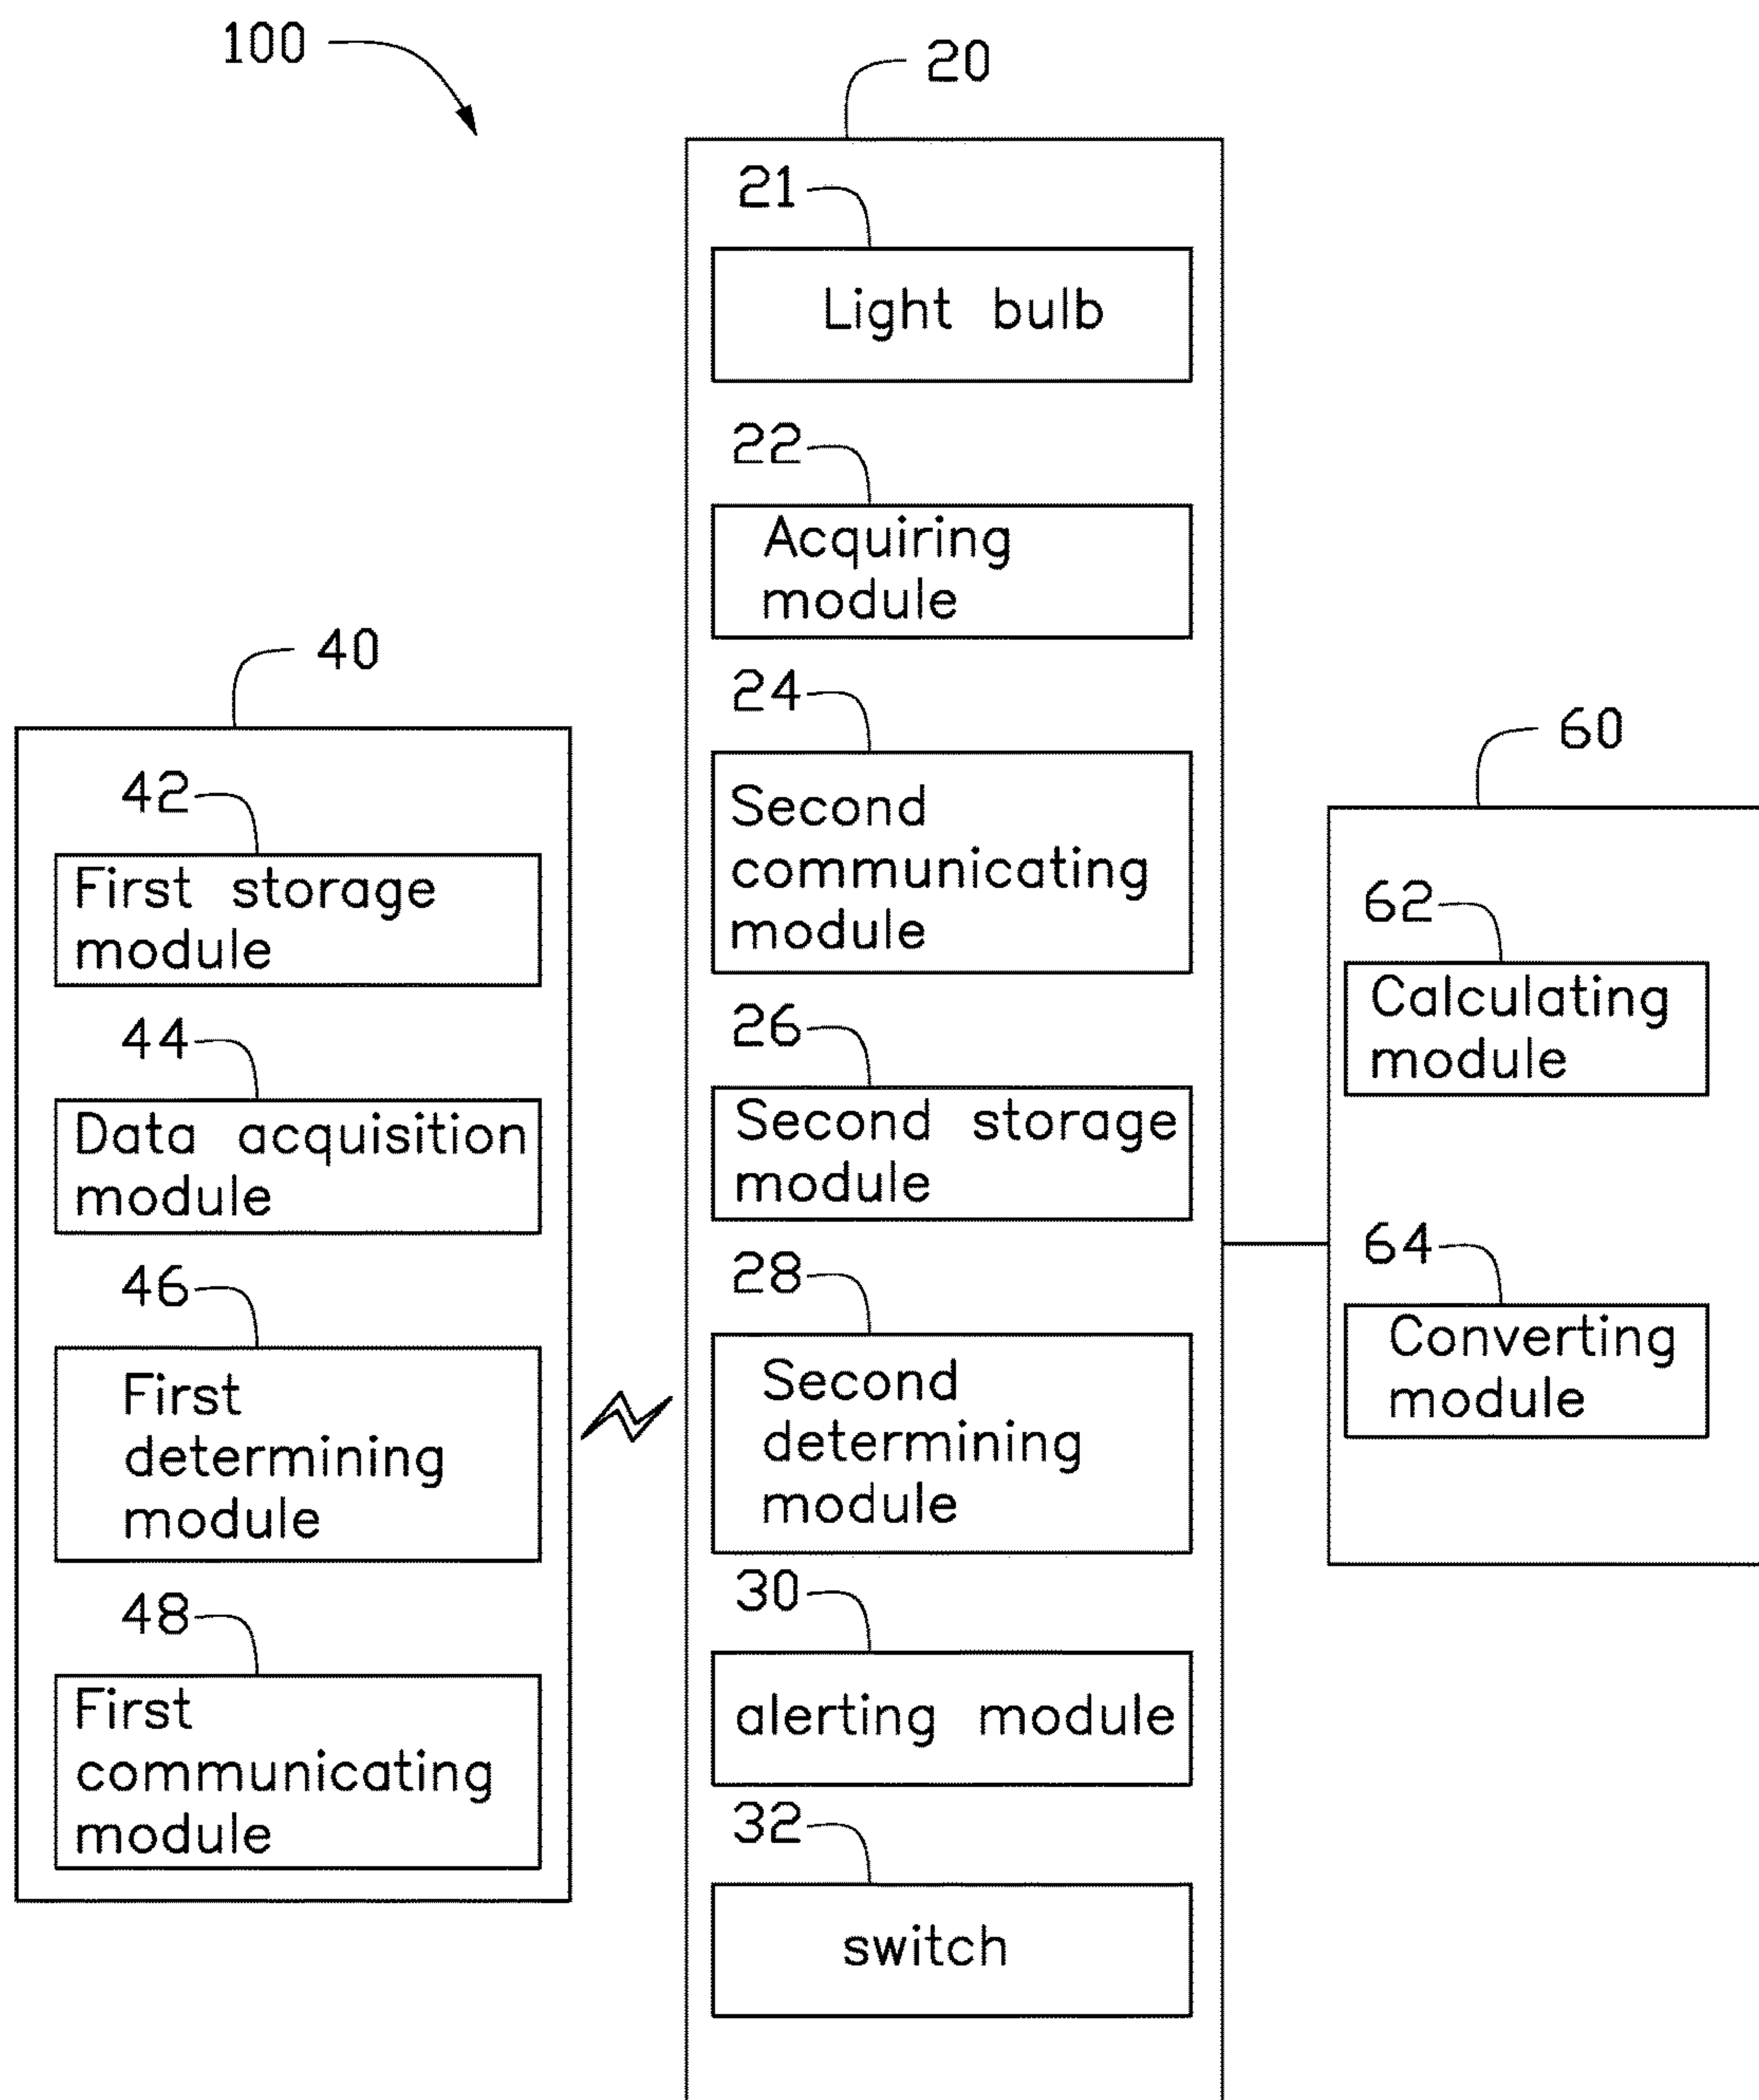 100
20
21
Light bulb
22
Acquiring
module
24
Second
communicating
module
26
Second storage
module
28
Second
determining
module
30
alerting module
32
switch
40
42
First storage
module
44
Data acquisition
module
46
First
determining
module
48
First
communicating
module
60
62
Calculating
module
64
Converting
module